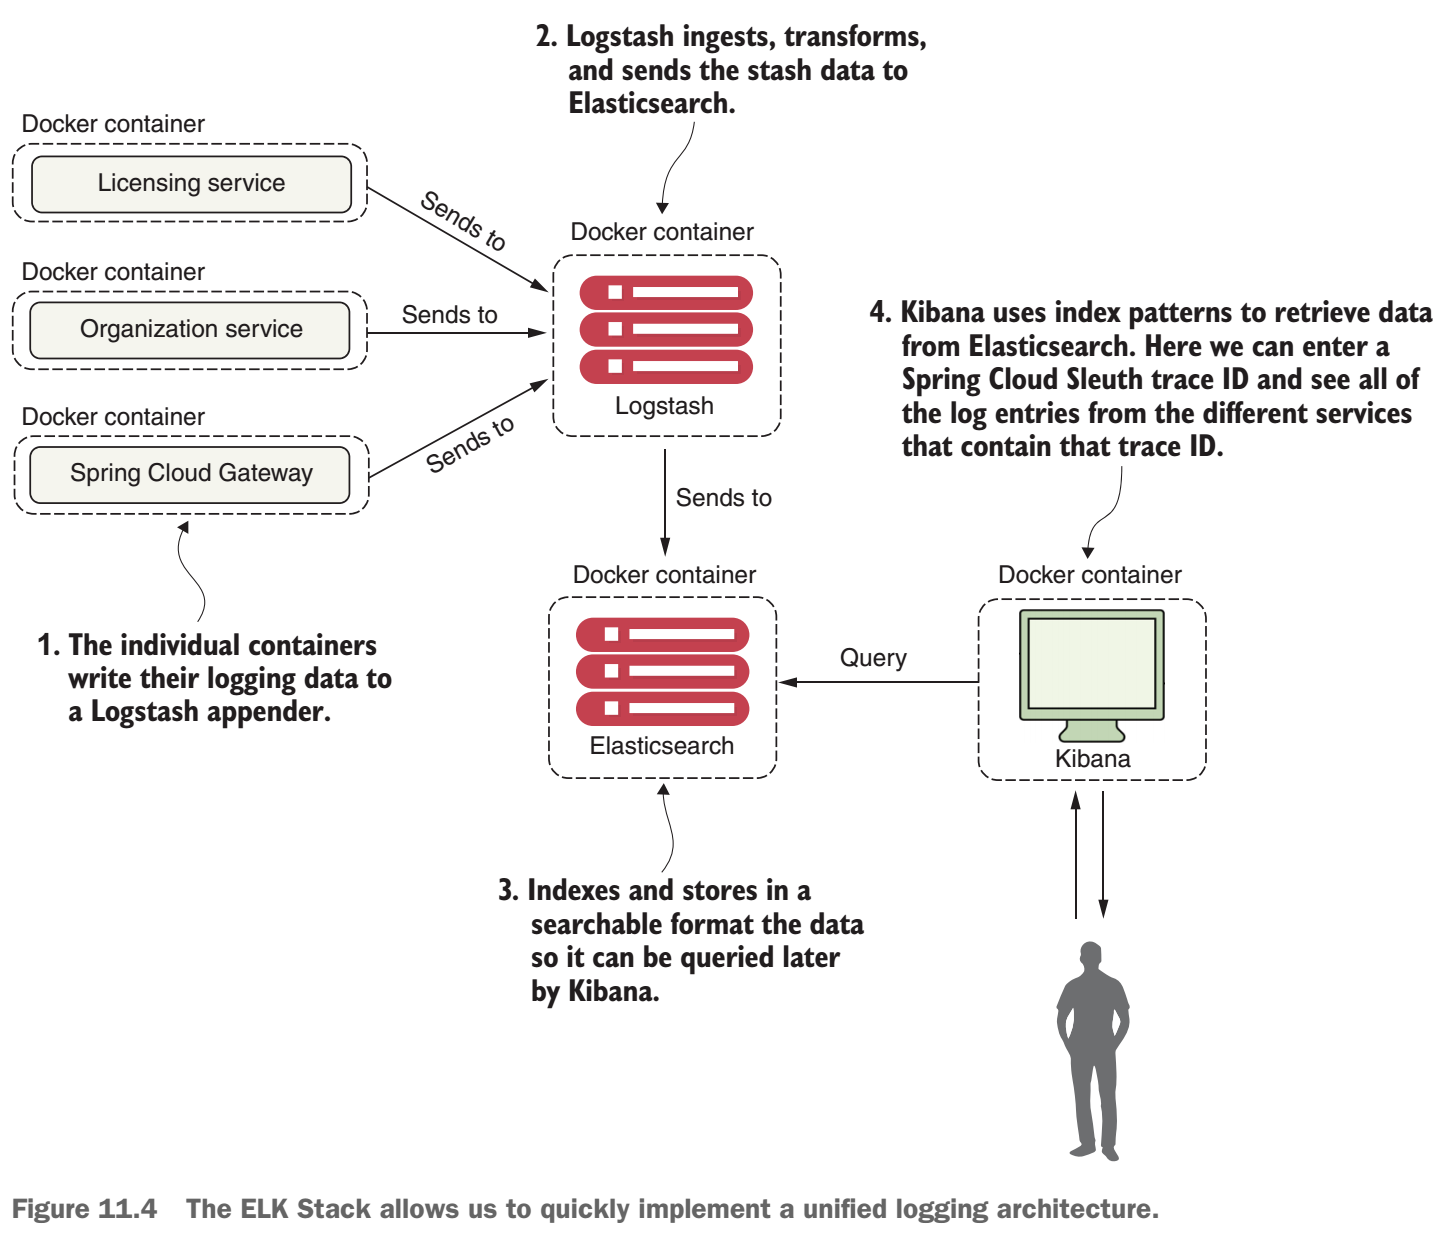 2. Logstash ingests, transforms,
and sends the stash data to
Elasticsearch.
Docker container
Licensing service
Sends to
Docker container
Organization service
Sends to
Docker container
Spring Cloud Gateway
Sends to
Docker container
Logstash
1. The individual containers
write their logging data to
a Logstash appender.
Sends to
4. Kibana uses index patterns to retrieve data
from Elasticsearch. Here we can enter a
Spring Cloud Sleuth trace ID and see all of
the log entries from the different services
that contain that trace ID.
Docker container
Elasticsearch
Query
Docker container
Kibana
3. Indexes and stores in a
searchable format the data
so it can be queried later
by Kibana.
Figure 11.4 The ELK Stack allows us to quickly implement a unified logging architecture.